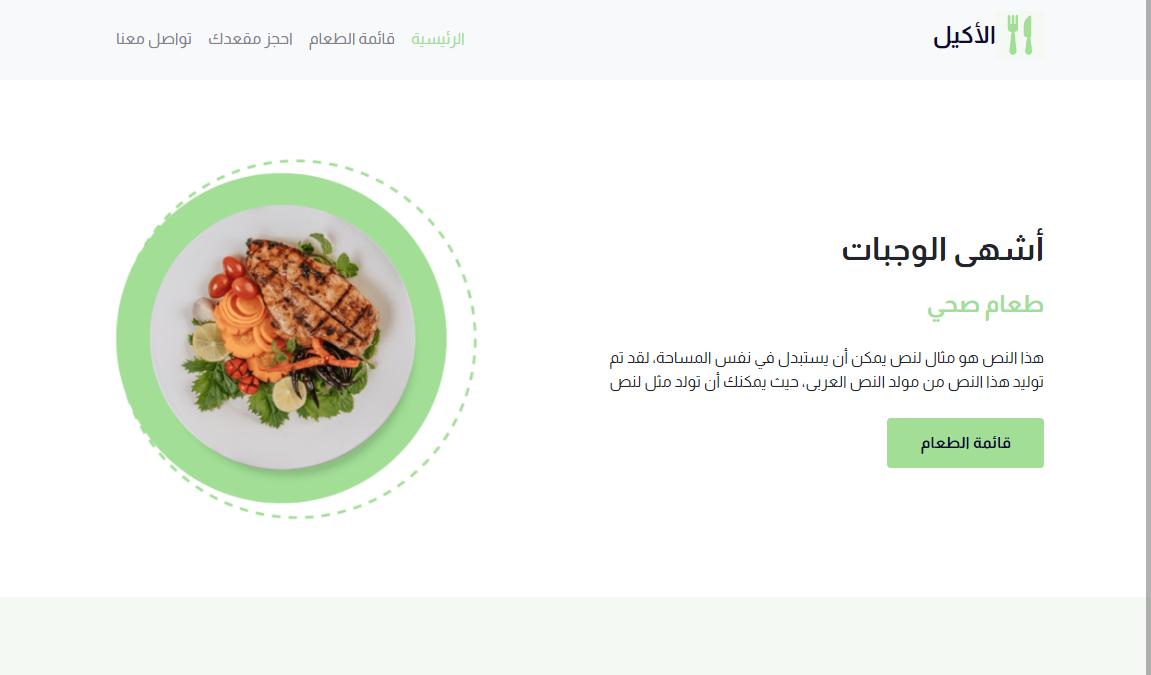 الأكيل
الرئيسية قائمة الطعام احجز مقعدك تواصل معنا
أشهى الوجبات
طعام صحي
هذا النص هو مثال لنص يمكن أن يستبدل في نفس المساحة، لقد تم
توليد هذا النص من مولد النص العربى، حيث يمكنك أن تولد مثل لنص
قائمة الطعام